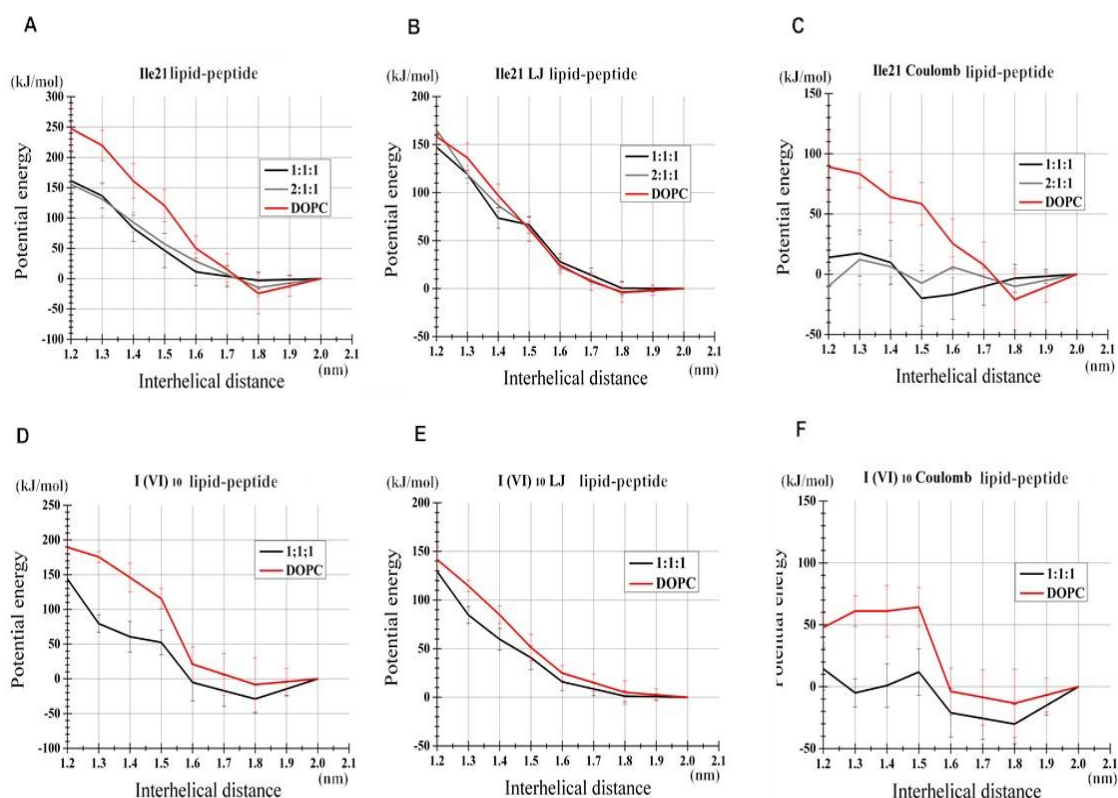 A
Ile21 lipid-peptide
(kJ/mol)
300
250
200
150
100
50
0
-50
-100
Potential energy
1:1:1
2:1:1
DOPC
1.2 1.3 1.4 1.5 1.6 1.7 1.8 1.9 2.0 2.1
Interhelical distance
(nm)
B
Ile21 LJ lipid-peptide
(kJ/mol)
200
150
100
50
0
-50
Potential energy
1:1:1
2:1:1
DOPC
1.2 1.3 1.4 1.5 1.6 1.7 1.8 1.9 2.0 2.1
Interhelical distance
(nm)
C
Ile21 Coulomb lipid-peptide
(kJ/mol)
150
100
50
0
-50
Potential energy
1:1:1
2:1:1
DOPC
1.2 1.3 1.4 1.5 1.6 1.7 1.8 1.9 2.0 2.1
Interhelical distance
(nm)
D
I (VI) 10 lipid-peptide
(kJ/mol)
250
200
150
100
50
0
-50
-100
Potential energy
1;1;1
DOPC
1.2 1.3 1.4 1.5 1.6 1.7 1.8 1.9 2.0 2.1
Interhelical distance
(nm)
E
I (VI) 10 LJ lipid-peptide
(kJ/mol)
200
150
100
50
0
-50
Potential energy
1:1:1
DOPC
1.2 1.3 1.4 1.5 1.6 1.7 1.8 1.9 2.0 2.1
Interhelical distance
(nm)
F
I (VI) 10 Coulomb lipid-peptide
(kJ/mol)
150
100
50
0
-50
Potential energy
1:1:1
DOPC
1.2 1.3 1.4 1.5 1.6 1.7 1.8 1.9 2.0 2.1
Interhelical distance
(nm)